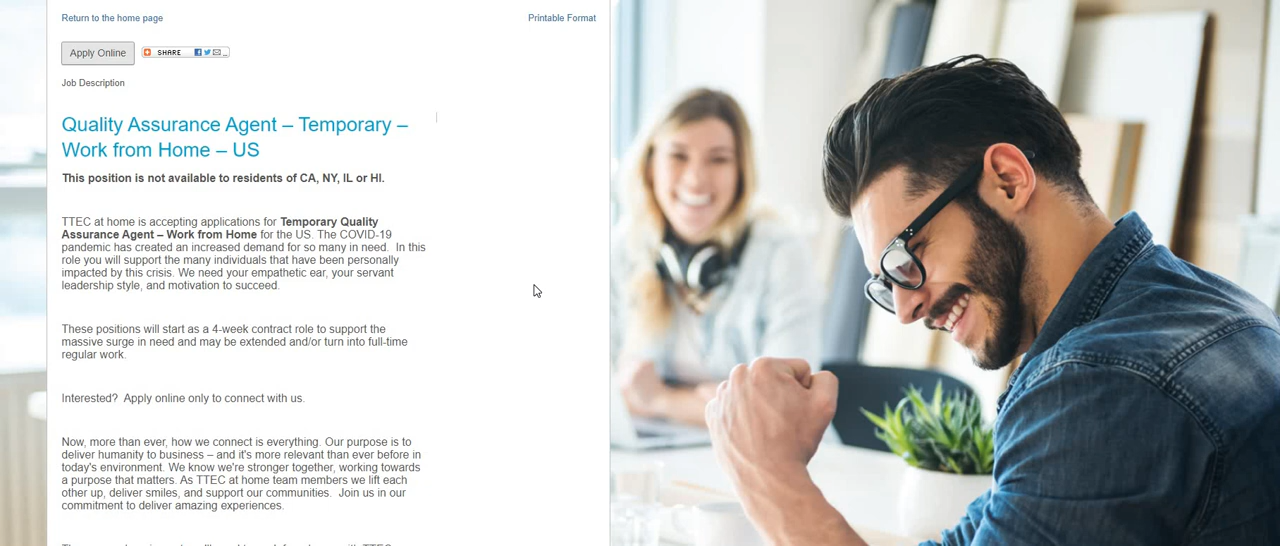 Return to the home page
Printable Format
Apply Online
SHARE
Job Description
Quality Assurance Agent – Temporary –
Work from Home – US
This position is not available to residents of CA, NY, IL or HI.
TTEC at home is accepting applications for Temporary Quality
Assurance Agent – Work from Home for the US. The COVID-19
pandemic has created an increased demand for so many in need.  In this
role you will support the many individuals that have been personally
impacted by this crisis. We need your empathetic ear, your servant
leadership style, and motivation to succeed.
These positions will start as a 4-week contract role to support the
massive surge in need and may be extended and/or turn into full-time
regular work.
Interested?  Apply online only to connect with us.
Now, more than ever, how we connect is everything. Our purpose is to
deliver humanity to business – and it's more relevant than ever before in
today's environment. We know we're stronger together, working towards
a purpose that matters. As TTEC at home team members we lift each
other up, deliver smiles, and support our communities.  Join us in our
commitment to deliver amazing experiences.